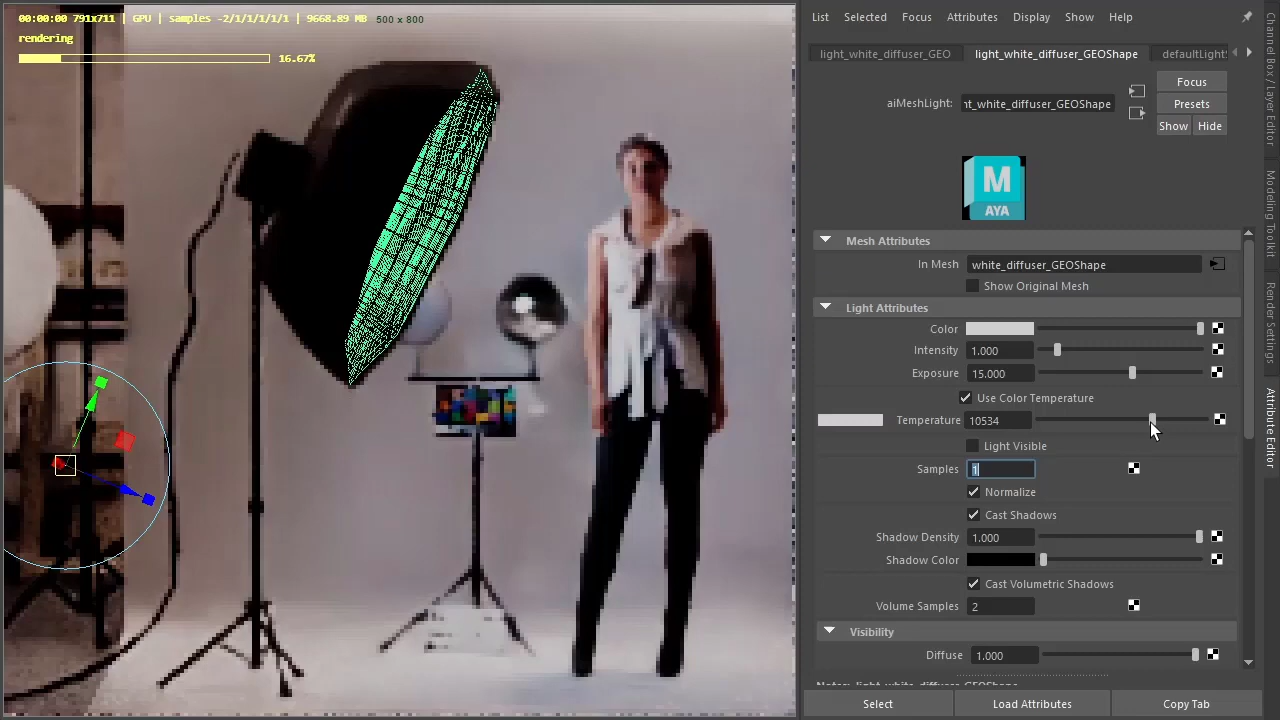 00:00:00 791x711 | GPU | samples -2/1/1/1/1/1 | 9668.89 MB 500 x 800
rendering
16.67%
List Selected Focus Attributes Display Show Help
light_white_diffuser_GEO light_white_diffuser_GEOShape defaultLight
aiMeshLight: nt_white_diffuser_GEOShape
Focus
Presets
Show Hide
M
AYA
Mesh Attributes
In Mesh white_diffuser_GEOShape
Show Original Mesh
Light Attributes
Color
Intensity 1.000
Exposure 15.000
Use Color Temperature
Temperature 10534
Light Visible
Samples 1
Normalize
Cast Shadows
Shadow Density 1.000
Shadow Color
Cast Volumetric Shadows
Volume Samples 2
Visibility
Diffuse 1.000
Notes: light_white_diffuser_GEOShape
Select Load Attributes Copy Tab
Channel Box / Layer Editor
Modeling Toolkit
Render Settings
Attribute Editor